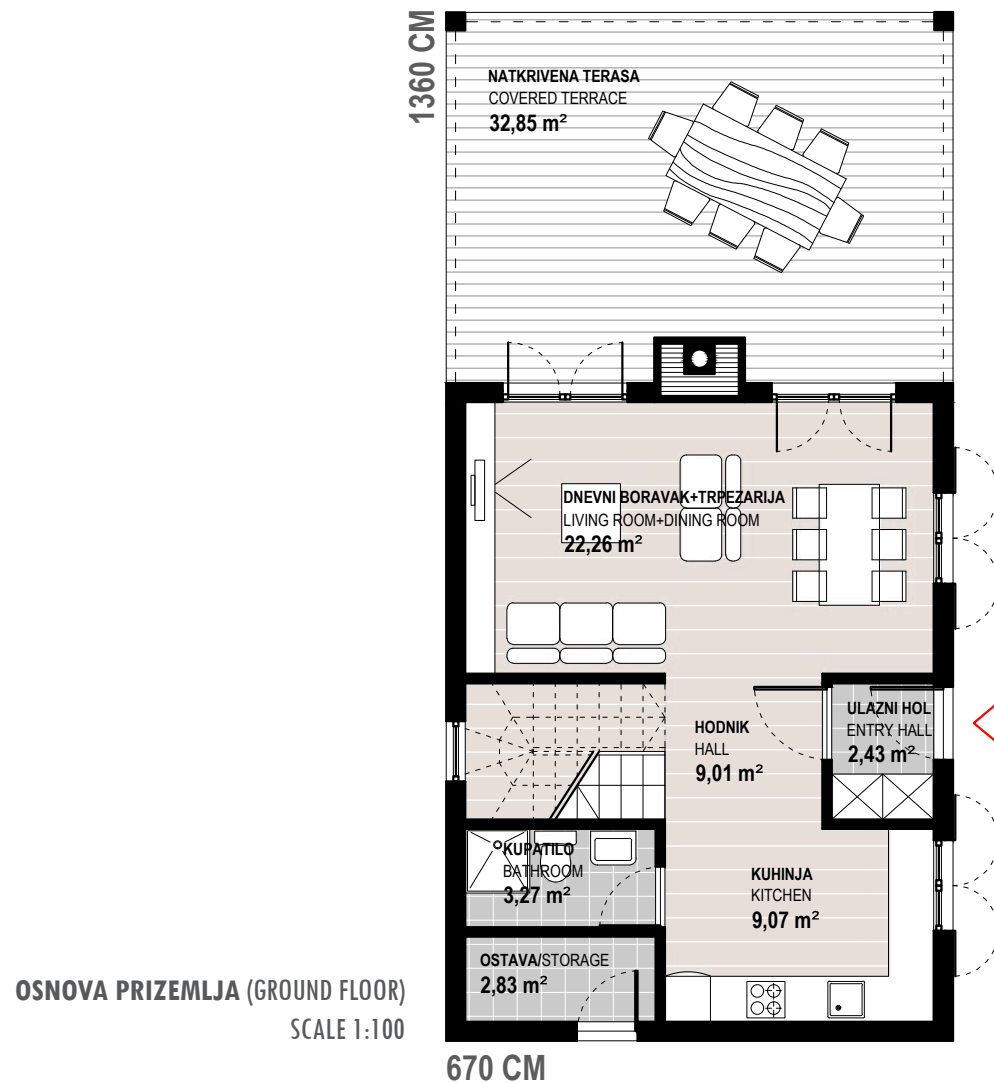 1360 CM
NATKRIVENA TERASA
COVERED TERRACE
32,85 m²
DNEVNI BORAVAK+TRPEZARIJA
LIVING ROOM+DINING ROOM
22,26 m²
ULAZNI HOL
ENTRY HALL
2,43 m²
HODNIK
HALL
9,01 m²
KUPATILO
BATHROOM
3,27 m²
KUHINJA
KITCHEN
9,07 m²
OSTAVA/STORAGE
2,83 m²
OSNOVA PRIZEMLJA (GROUND FLOOR)
SCALE 1:100
670 CM